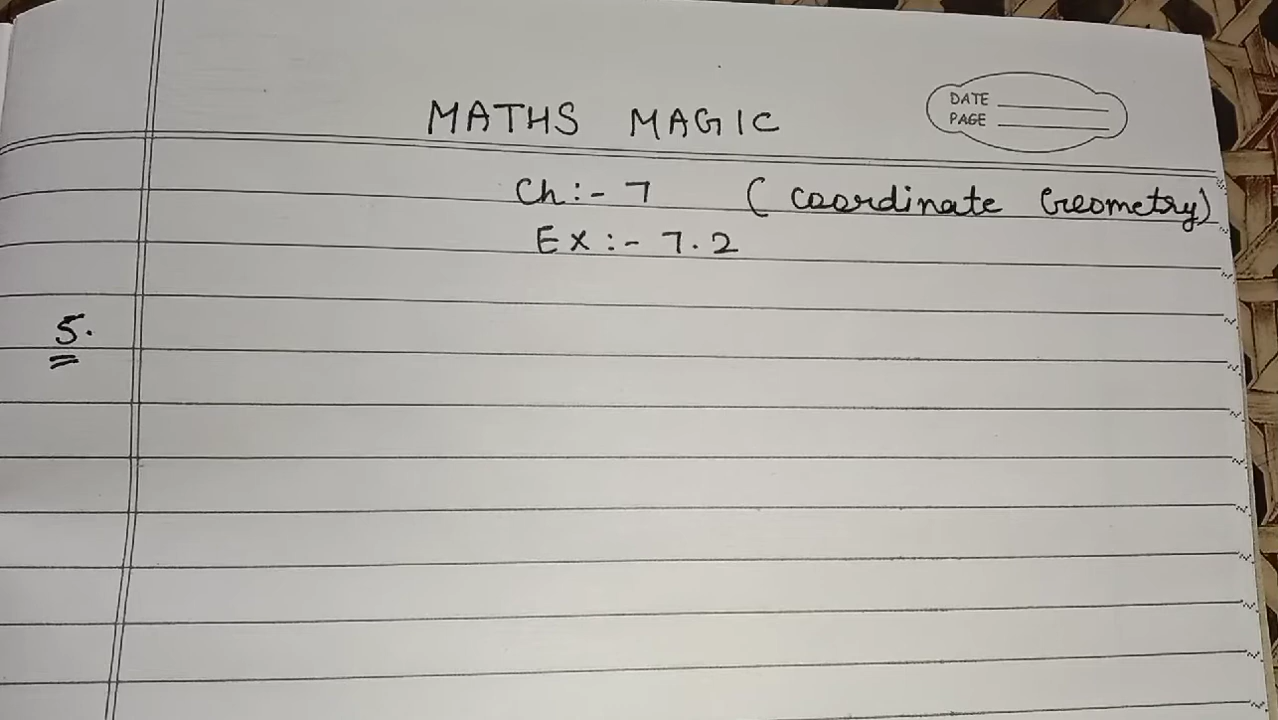 DATE
PAGE
MATHS MAGIC
Ch:- 7 (Coordinate Geometry)
Ex:- 7.2
5.